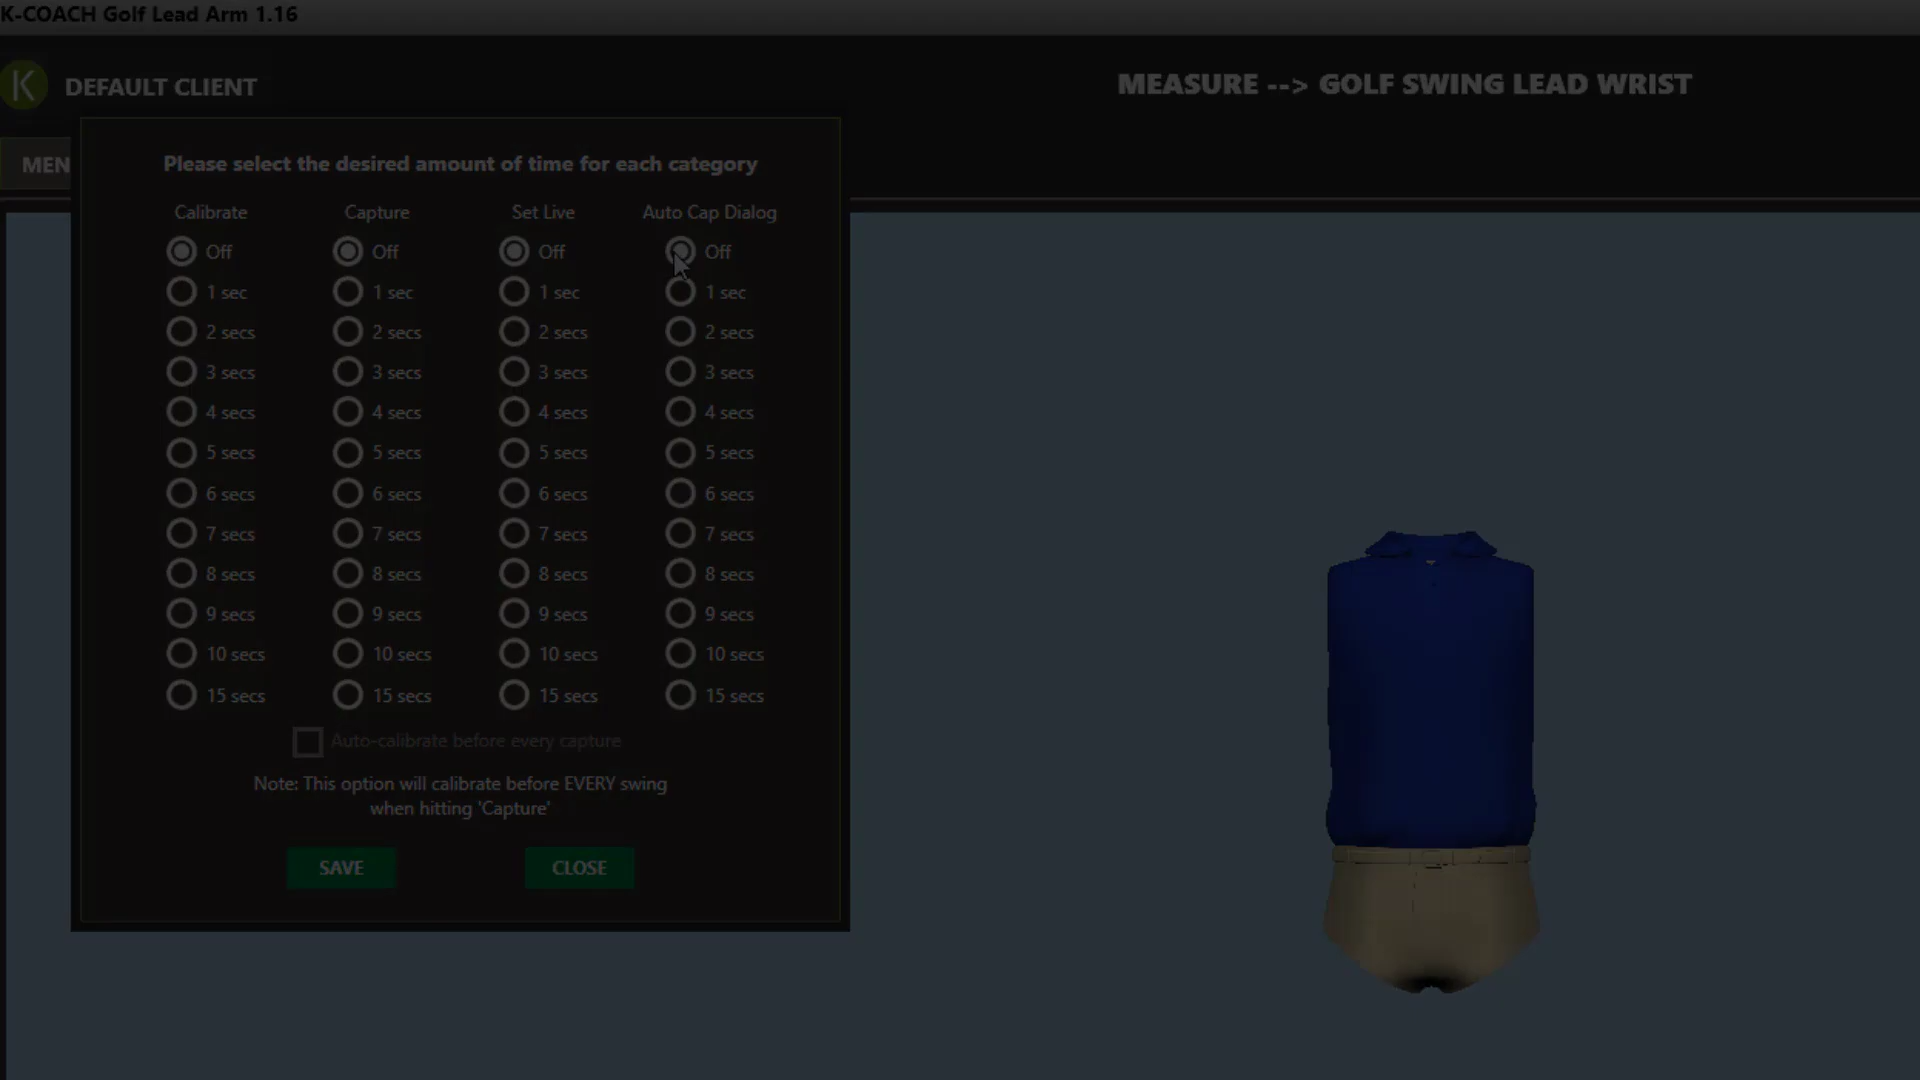 K-COACH Golf Lead Arm 1.16
K DEFAULT CLIENT
MEASURE --> GOLF SWING LEAD WRIST
MEN
Please select the desired amount of time for each category
Calibrate Capture Set Live Auto Cap Dialog
Off Off Off Off
1 sec 1 sec 1 sec 1 sec
2 secs 2 secs 2 secs 2 secs
3 secs 3 secs 3 secs 3 secs
4 secs 4 secs 4 secs 4 secs
5 secs 5 secs 5 secs 5 secs
6 secs 6 secs 6 secs 6 secs
7 secs 7 secs 7 secs 7 secs
8 secs 8 secs 8 secs 8 secs
9 secs 9 secs 9 secs 9 secs
10 secs 10 secs 10 secs 10 secs
15 secs 15 secs 15 secs 15 secs
Auto-calibrate before every capture
Note: This option will calibrate before EVERY swing
when hitting 'Capture'
SAVE CLOSE